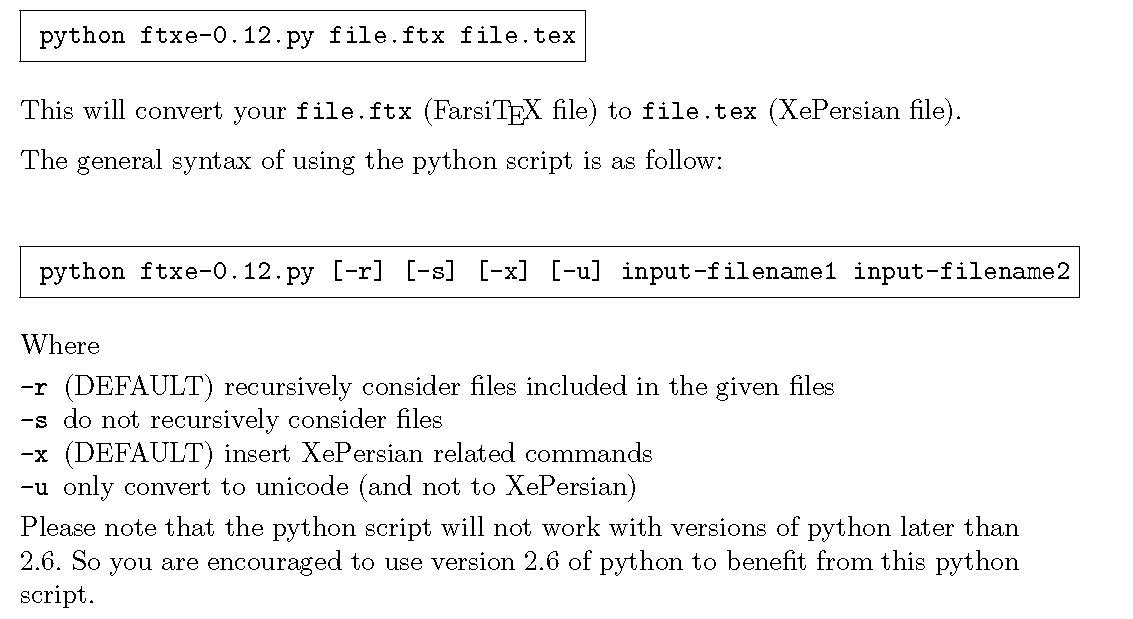 python ftxe-0.12.py file.ftx file.tex
This will convert your file.ftx (FarsiTEX file) to file.tex (XePersian file).
The general syntax of using the python script is as follow:
python ftxe-0.12.py [-r] [-s] [-x] [-u] input-filename1 input-filename2
Where
-r (DEFAULT) recursively consider files included in the given files
-s do not recursively consider files
-x (DEFAULT) insert XePersian related commands
-u only convert to unicode (and not to XePersian)
Please note that the python script will not work with versions of python later than
2.6. So you are encouraged to use version 2.6 of python to benefit from this python
script.